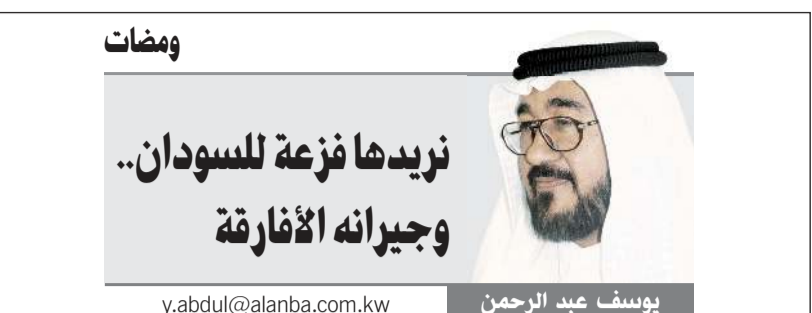 ومضات
نريدها فزعة للسودان..
وجيرانه الأفارقة
يوسف عبد الرحمن
y.abdul@alanba.com.kw